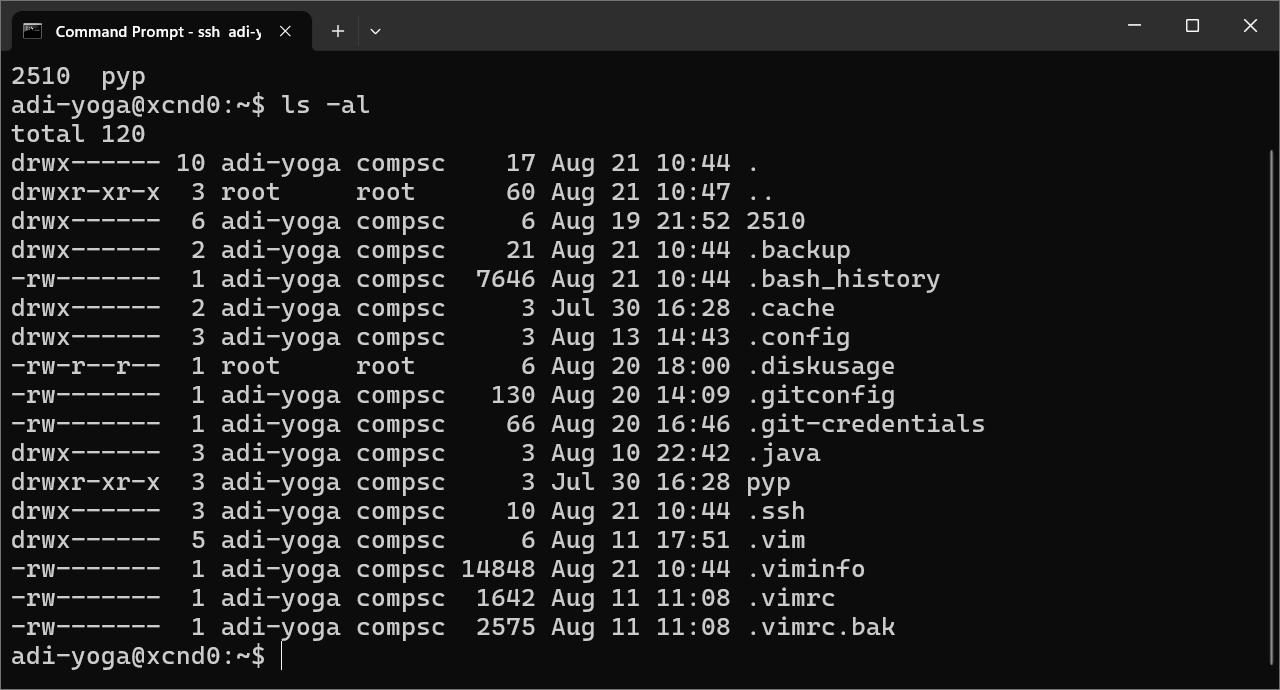 Command Prompt - ssh  adi-y
2510  pyp
adi-yoga@xcnd0:~$ ls -al
total 120
drwx------ 10 adi-yoga compsc    17 Aug 21 10:44 .
drwxr-xr-x  3 root     root      60 Aug 21 10:47 ..
drwx------  6 adi-yoga compsc     6 Aug 19 21:52 2510
drwx------  2 adi-yoga compsc    21 Aug 21 10:44 .backup
-rw-------  1 adi-yoga compsc  7646 Aug 21 10:44 .bash_history
drwx------  2 adi-yoga compsc     3 Jul 30 16:28 .cache
drwx------  3 adi-yoga compsc     3 Aug 13 14:43 .config
-rw-r--r--  1 root     root       6 Aug 20 18:00 .diskusage
-rw-------  1 adi-yoga compsc   130 Aug 20 14:09 .gitconfig
-rw-------  1 adi-yoga compsc    66 Aug 20 16:46 .git-credentials
drwx------  3 adi-yoga compsc     3 Aug 10 22:42 .java
drwxr-xr-x  3 adi-yoga compsc     3 Jul 30 16:28 pyp
drwx------  3 adi-yoga compsc    10 Aug 21 10:44 .ssh
drwx------  5 adi-yoga compsc     6 Aug 11 17:51 .vim
-rw-------  1 adi-yoga compsc 14848 Aug 21 10:44 .viminfo
-rw-------  1 adi-yoga compsc  1642 Aug 11 11:08 .vimrc
-rw-------  1 adi-yoga compsc  2575 Aug 11 11:08 .vimrc.bak
adi-yoga@xcnd0:~$